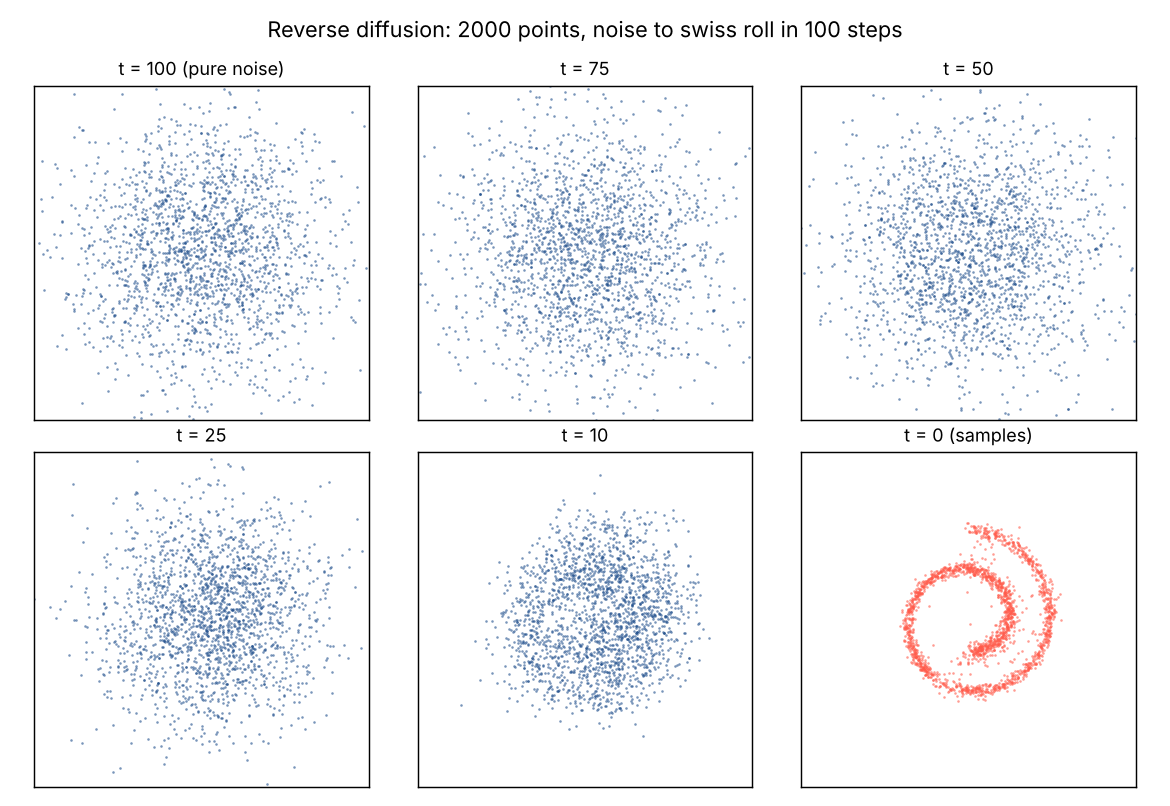 Reverse diffusion: 2000 points, noise to swiss roll in 100 steps
t = 100 (pure noise)
t = 75
t = 50
t = 25
t = 10
t = 0 (samples)